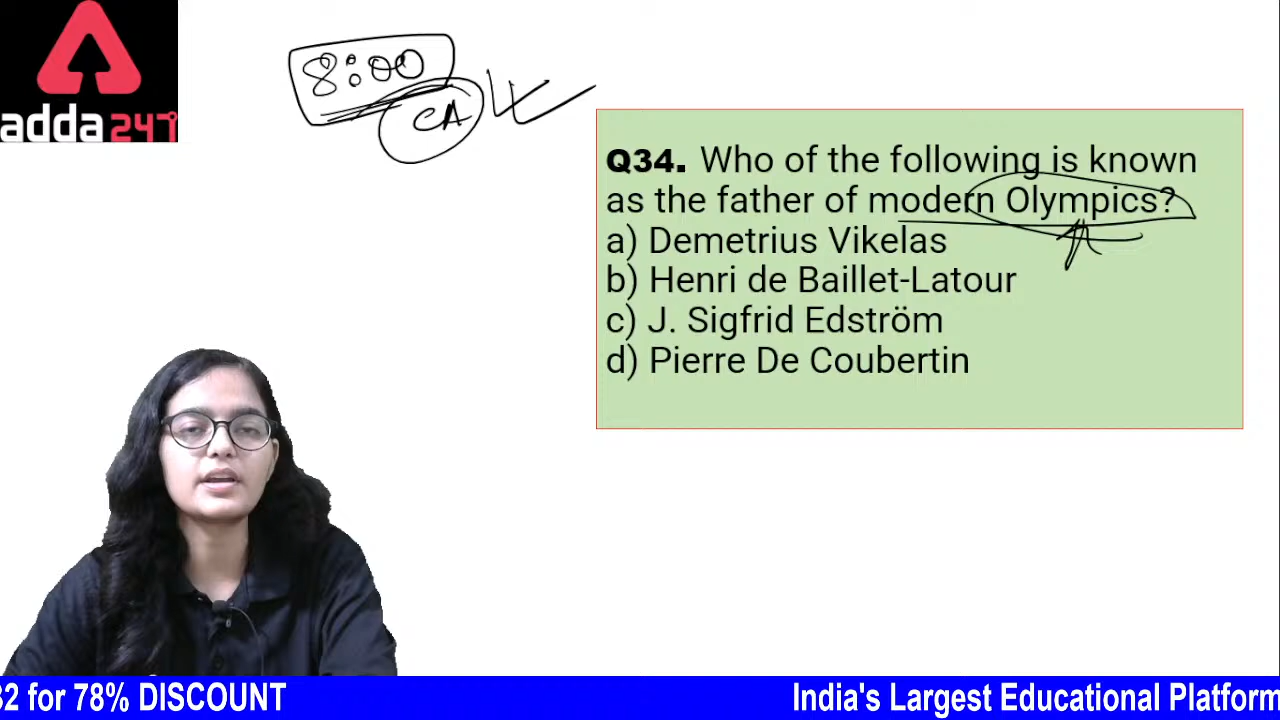 8:00
CA
adda247
Q34. Who of the following is known
as the father of modern Olympics?
a) Demetrius Vikelas
b) Henri de Baillet-Latour
c) J. Sigfrid Edström
d) Pierre De Coubertin
32 for 78% DISCOUNT
India's Largest Educational Platform